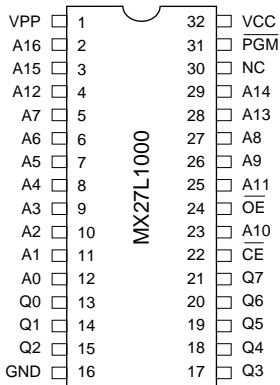 VPP 1 32 VCC
A16 2 31 P̅G̅M̅
A15 3 30 NC
A12 4 29 A14
A7 5 28 A13
A6 6 27 A8
A5 7 26 A9
A4 8 25 A11
A3 9 24 O̅E̅
A2 10 23 A10
A1 11 22 C̅E̅
A0 12 21 Q7
Q0 13 20 Q6
Q1 14 19 Q5
Q2 15 18 Q4
GND 16 17 Q3
MX27L1000